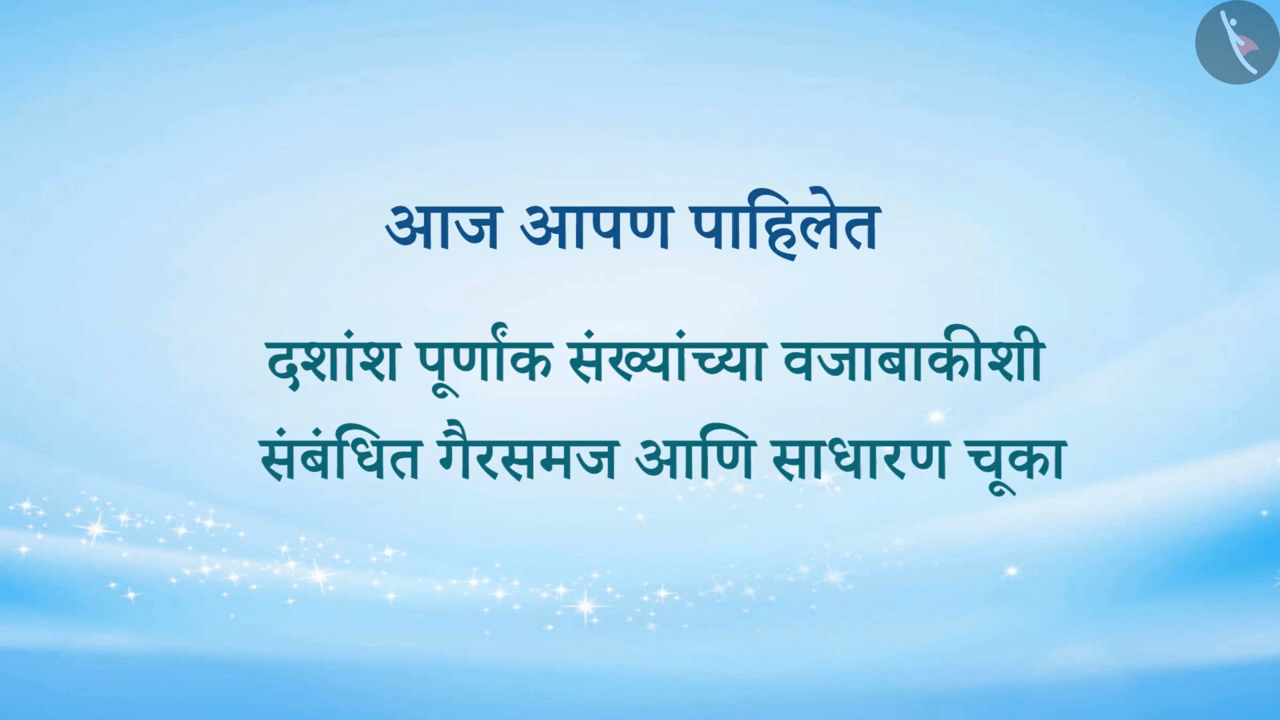 आज आपण पाहिलेत
दशांश पूर्णांक संख्यांच्या वजाबाकीशी
संबंधित गैरसमज आणि साधारण चूका